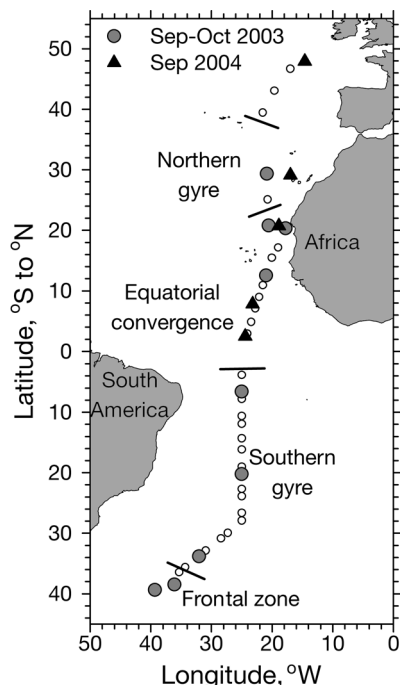 50
Sep-Oct 2003
Sep 2004
40
30
Northern
gyre
20
Africa
10
Equatorial
convergence
0
South
America
10
Southern
gyre
20
30
40
Frontal zone
50 40 30 20 10 0
Latitude, °S to °N
Longitude, °W